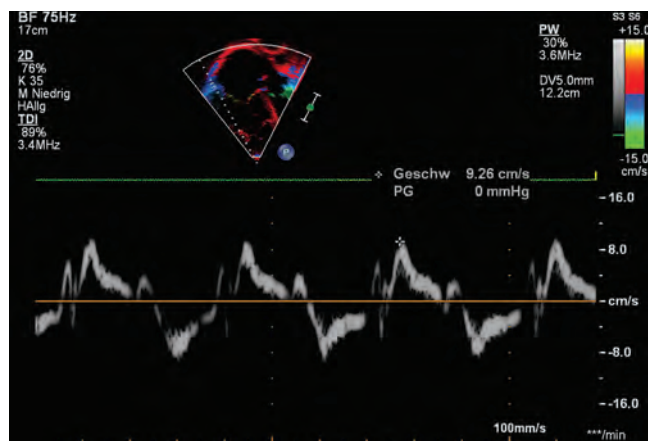 BF 75Hz
17cm
2D
76%
K 35
M Niedrig
HAllg
TDI
89%
3.4MHz
P
PW
30%
3.6MHz
DV5.0mm
12.2cm
S3 S6
+15.0
-15.0
cm/s
Geschw 9.26 cm/s
PG 0 mmHg
16.0
8.0
cm/s
-8.0
-16.0
100mm/s
***/min